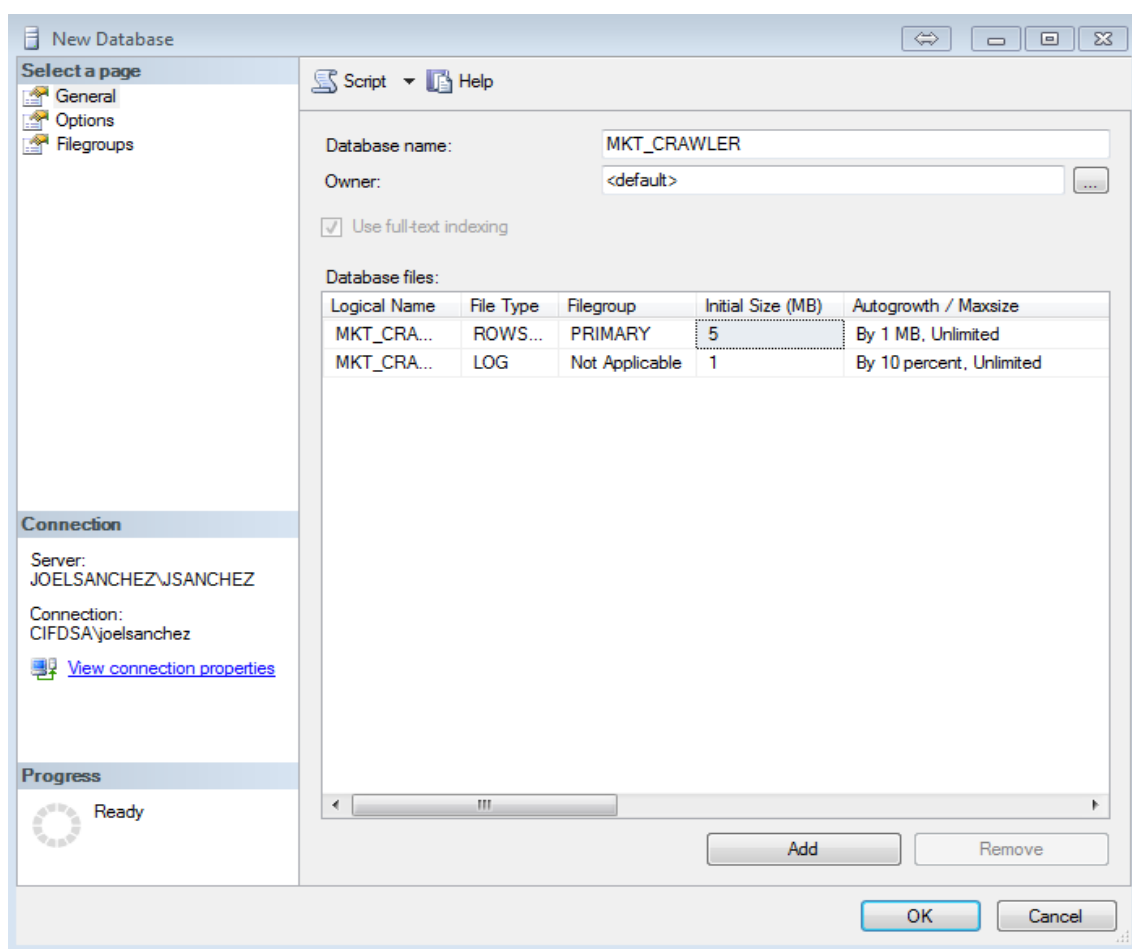 New Database
Select a page
General
Options
Filegroups
Script Help
Database name: MKT_CRAWLER
Owner: <default> ...
Use full-text indexing
Database files:
Logical Name File Type Filegroup Initial Size (MB) Autogrowth / Maxsize
MKT_CRA... ROWS... PRIMARY 5 By 1 MB, Unlimited
MKT_CRA... LOG Not Applicable 1 By 10 percent, Unlimited
Connection
Server:
JOELSANCHEZ\JSANCHEZ
Connection:
CIFDSA\joelsanchez
View connection properties
Progress
Ready
Add Remove
OK Cancel